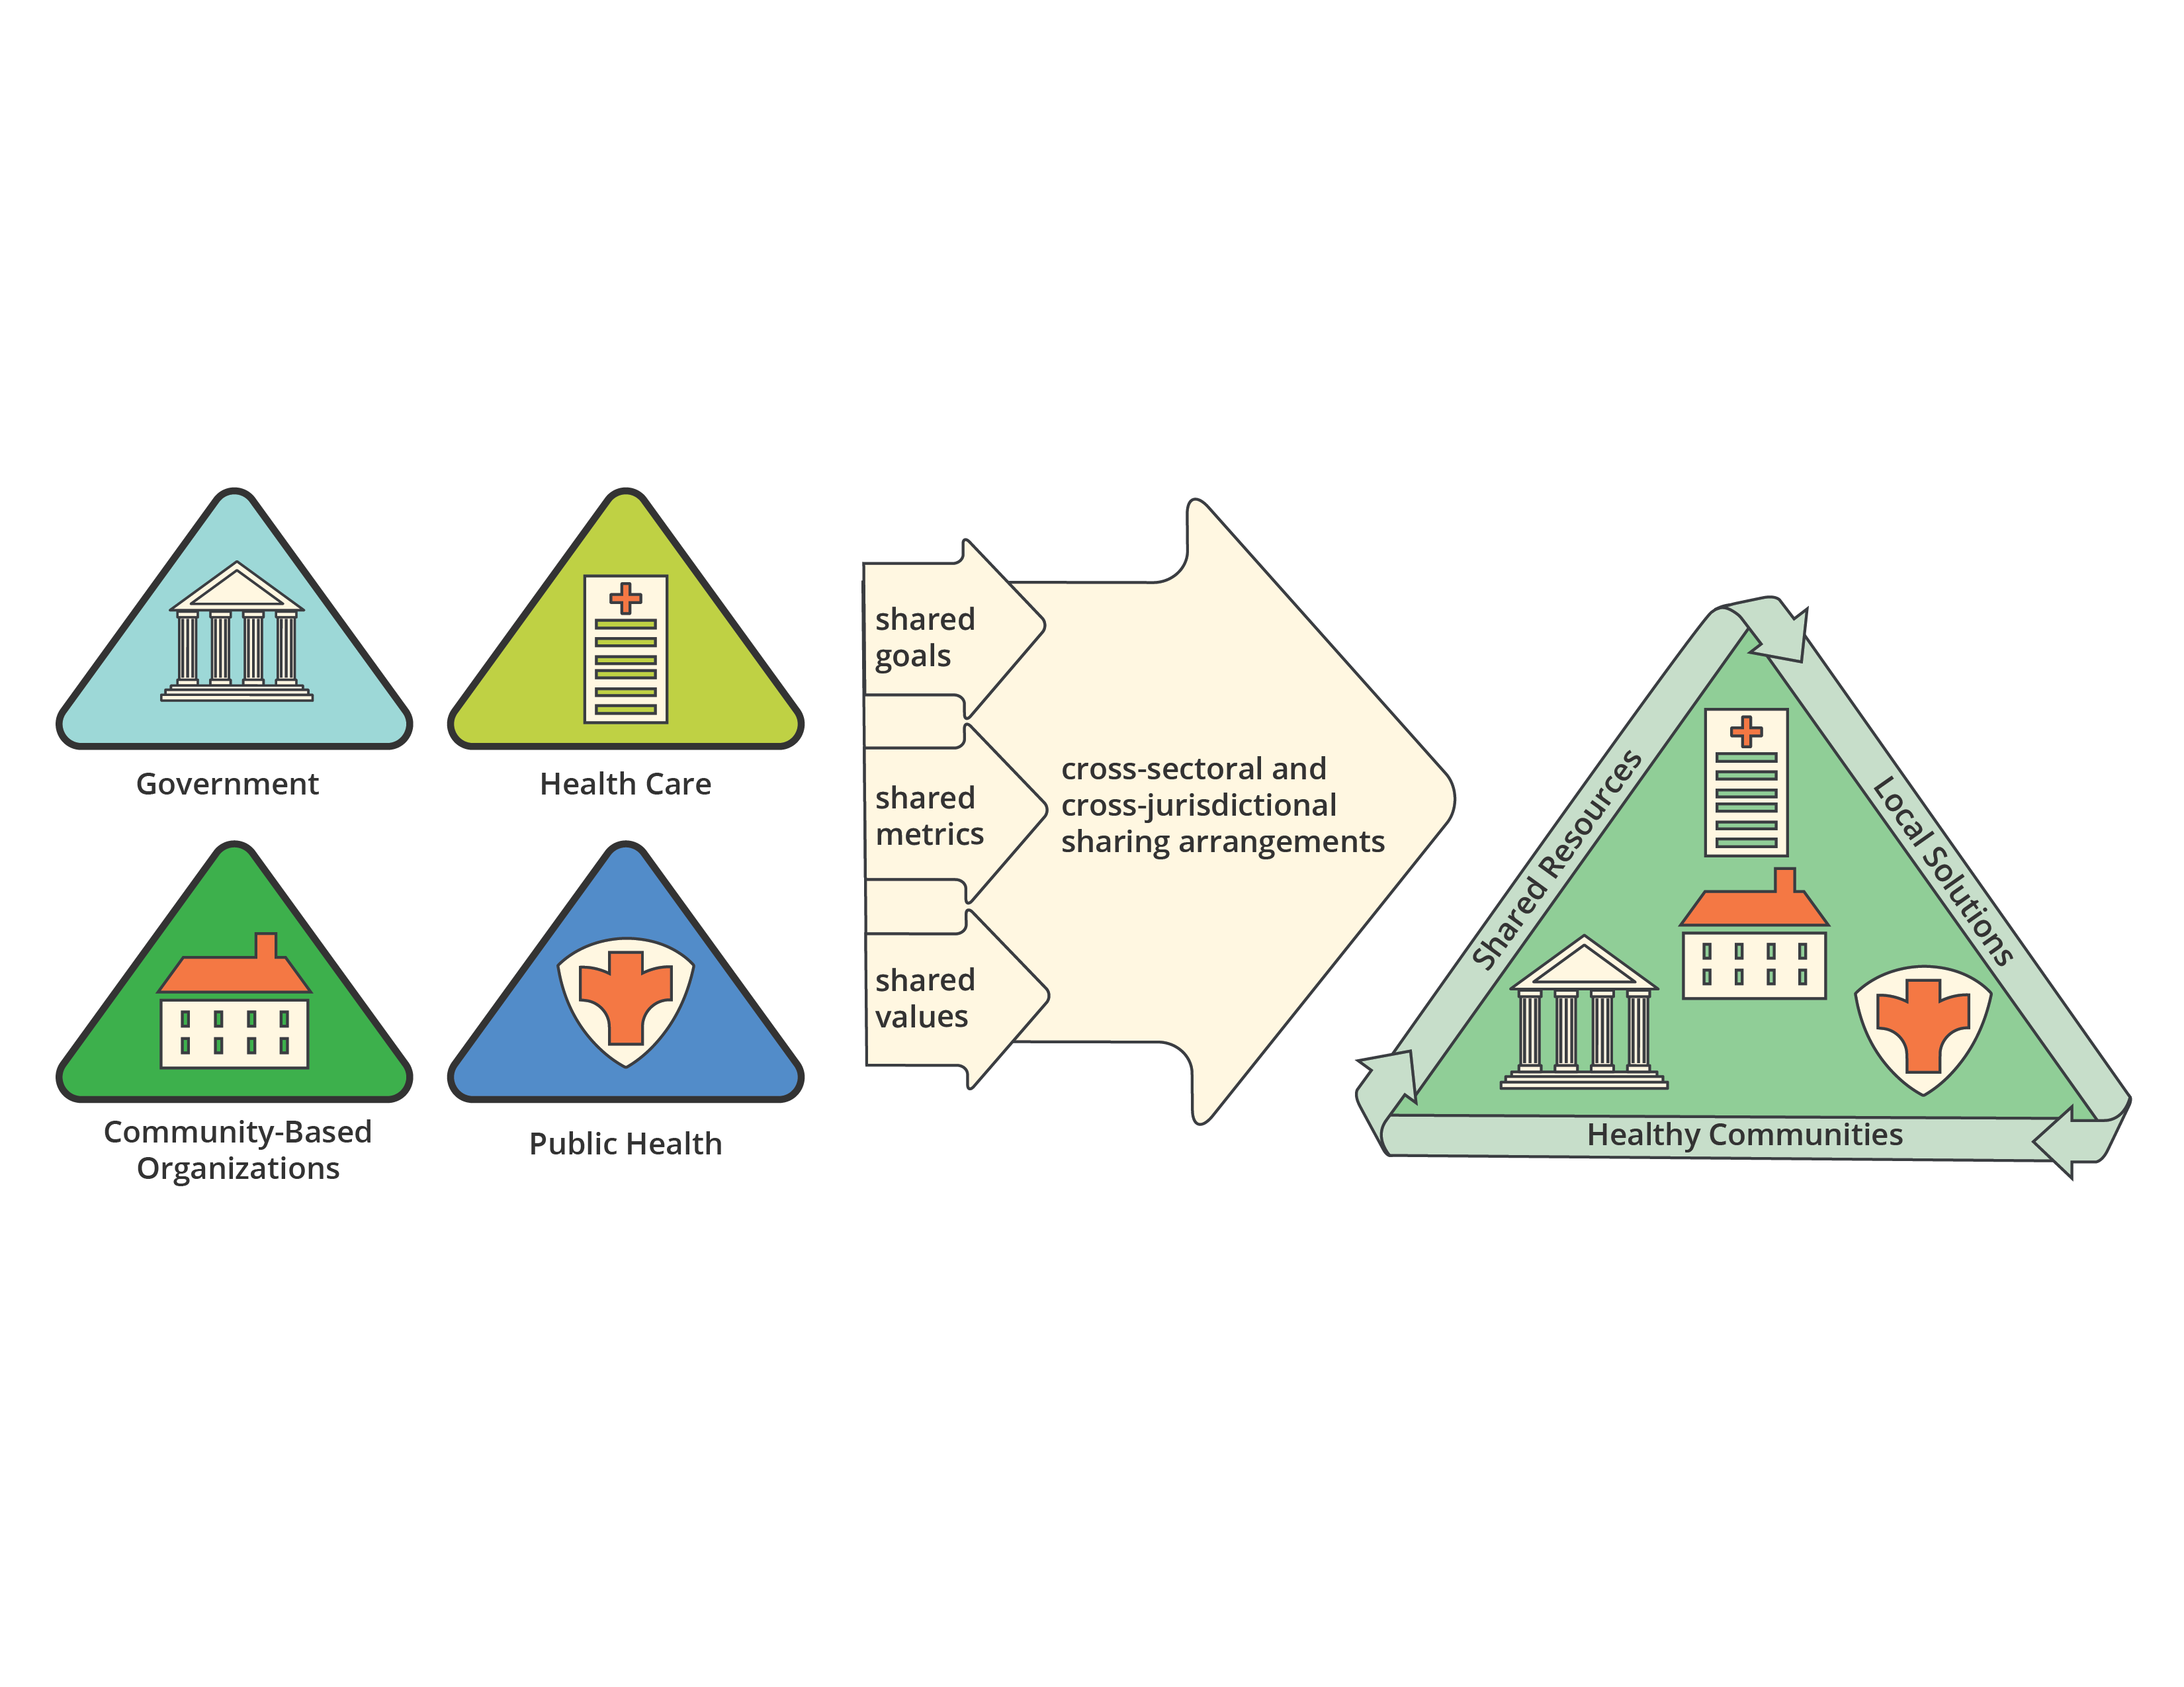 Government
Health Care
Community-Based
Organizations
Public Health
shared
goals
shared
metrics
shared
values
cross-sectoral and
cross-jurisdictional
sharing arrangements
Shared Resources
Local Solutions
Healthy Communities